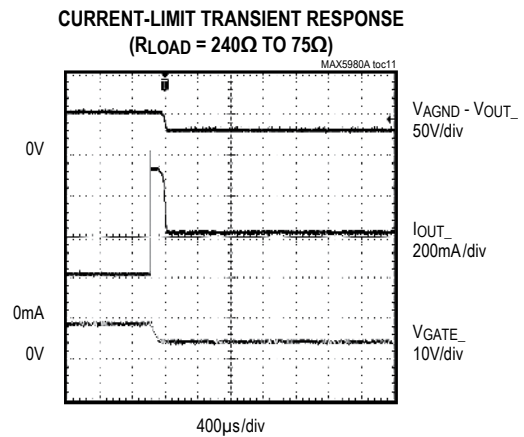 CURRENT-LIMIT TRANSIENT RESPONSE
(RLOAD = 240Ω TO 75Ω)
MAX5980A toc11
VAGND - VOUT_
50V/div
0V
IOUT_
200mA/div
0mA
VGATE_
10V/div
0V
400µs/div